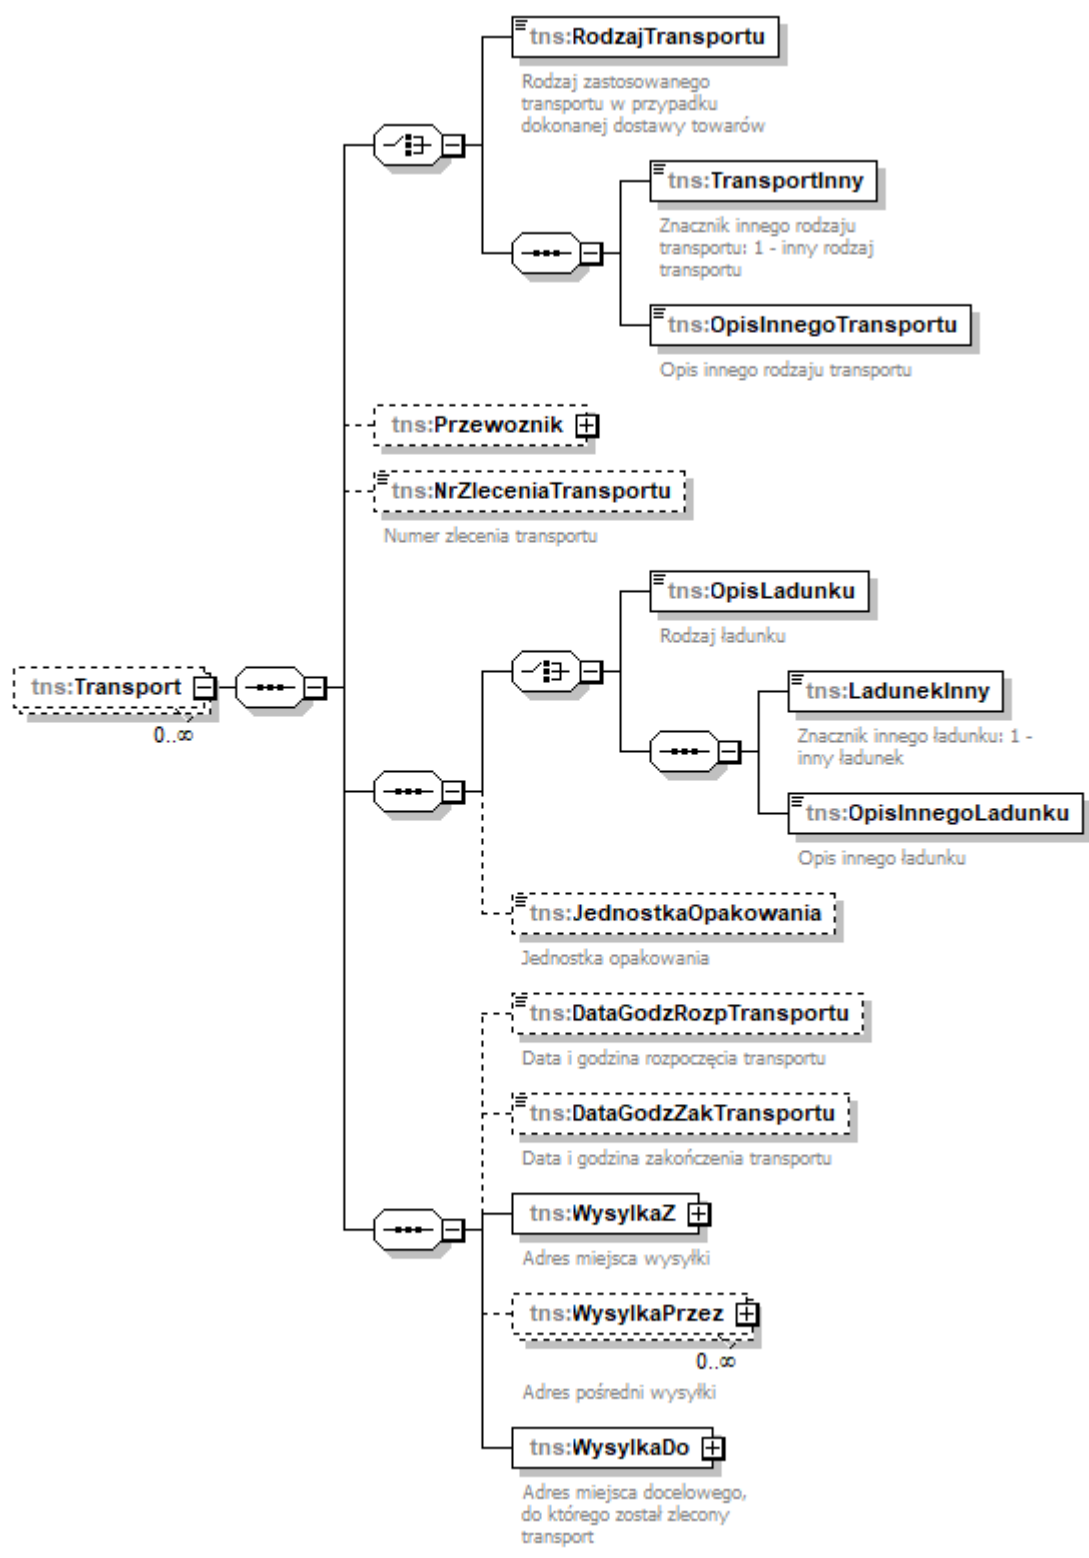 tns:RodzajTransportu
Rodzaj zastosowanego
transportu w przypadku
dokonanej dostawy towarów
tns:TransportInny
Znacznik innego rodzaju
transportu: 1 - inny rodzaj
transportu
tns:OpisInnegoTransportu
Opis innego rodzaju transportu
tns:Przewoznik
tns:NrZleceniaTransportu
Numer zlecenia transportu
tns:OpisLadunku
Rodzaj ładunku
tns:Transport
0..∞
tns:LadunekInny
Znacznik innego ładunku: 1 -
inny ładunek
tns:OpisInnegoLadunku
Opis innego ładunku
tns:JednostkaOpakowania
Jednostka opakowania
tns:DataGodzRozpTransportu
Data i godzina rozpoczęcia transportu
tns:DataGodzZakTransportu
Data i godzina zakończenia transportu
tns:WysylkaZ
Adres miejsca wysyłki
tns:WysylkaPrzez
0..∞
Adres pośredni wysyłki
tns:WysylkaDo
Adres miejsca docelowego,
do którego został zlecony
transport